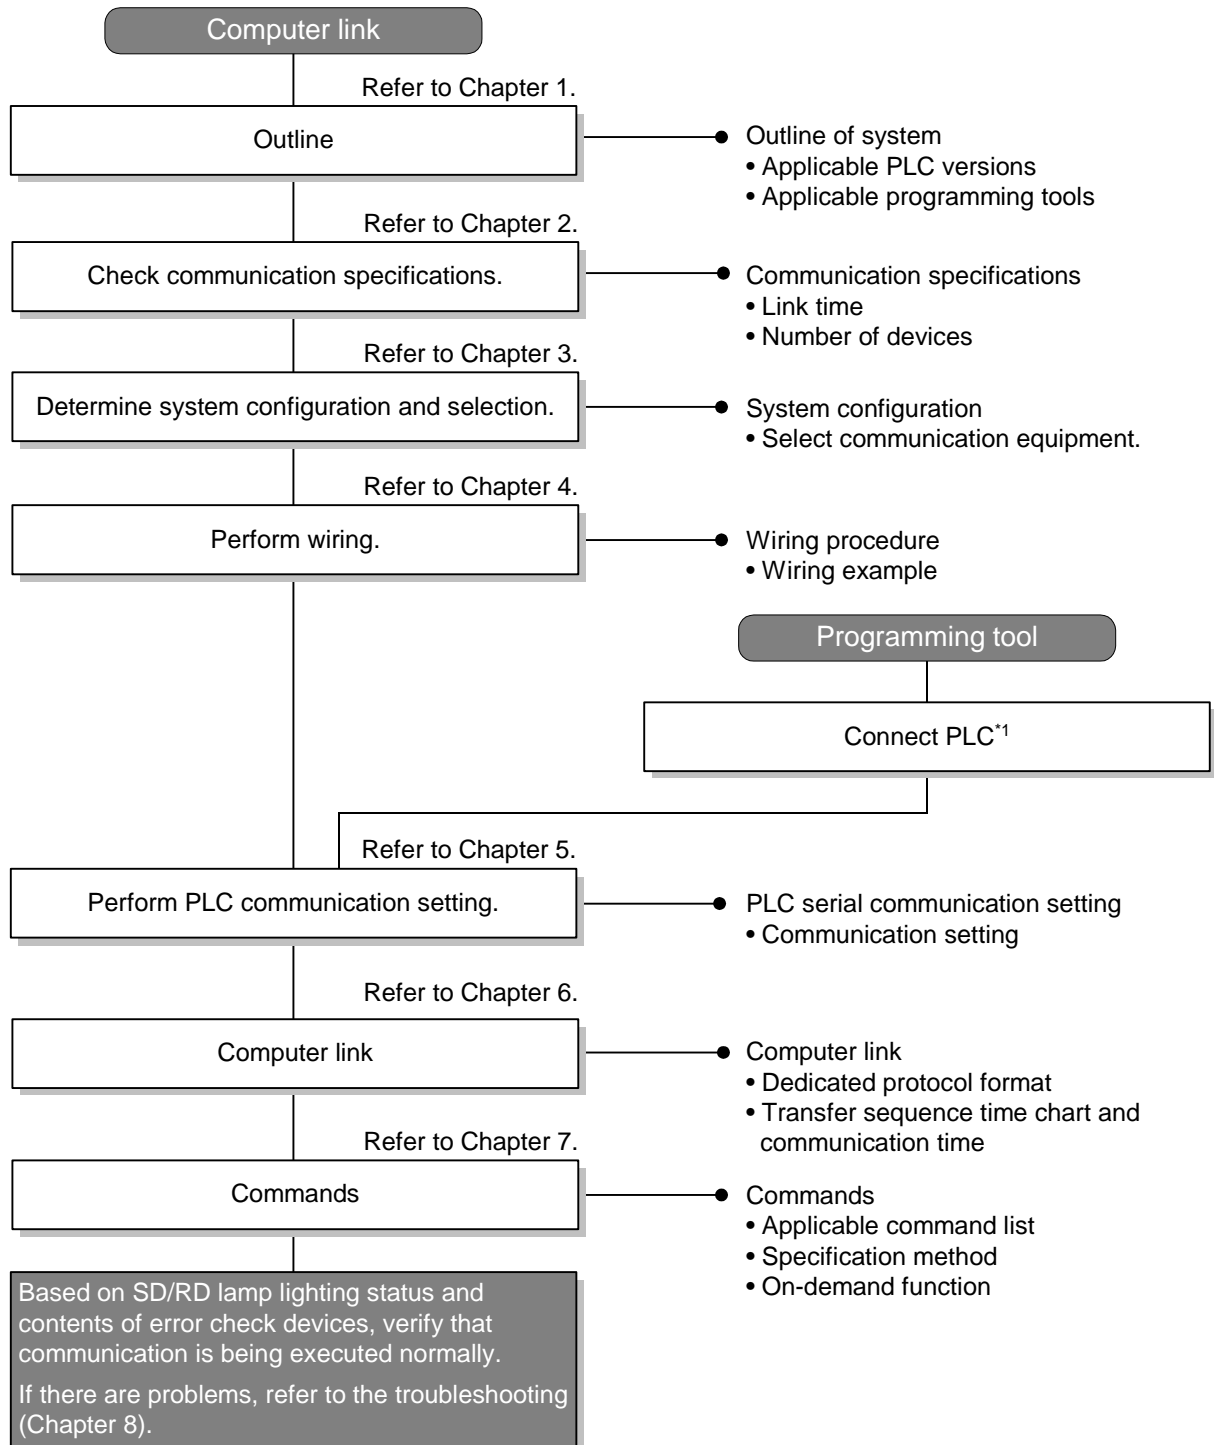 Computer link
Refer to Chapter 1.
Outline
Outline of system
• Applicable PLC versions
• Applicable programming tools
Refer to Chapter 2.
Check communication specifications.
Communication specifications
• Link time
• Number of devices
Refer to Chapter 3.
Determine system configuration and selection.
System configuration
• Select communication equipment.
Refer to Chapter 4.
Perform wiring.
Wiring procedure
• Wiring example
Programming tool
Connect PLC*1
Refer to Chapter 5.
Perform PLC communication setting.
PLC serial communication setting
• Communication setting
Refer to Chapter 6.
Computer link
Computer link
• Dedicated protocol format
• Transfer sequence time chart and
communication time
Refer to Chapter 7.
Commands
Commands
• Applicable command list
• Specification method
• On-demand function
Based on SD/RD lamp lighting status and
contents of error check devices, verify that
communication is being executed normally.
If there are problems, refer to the troubleshooting
(Chapter 8).